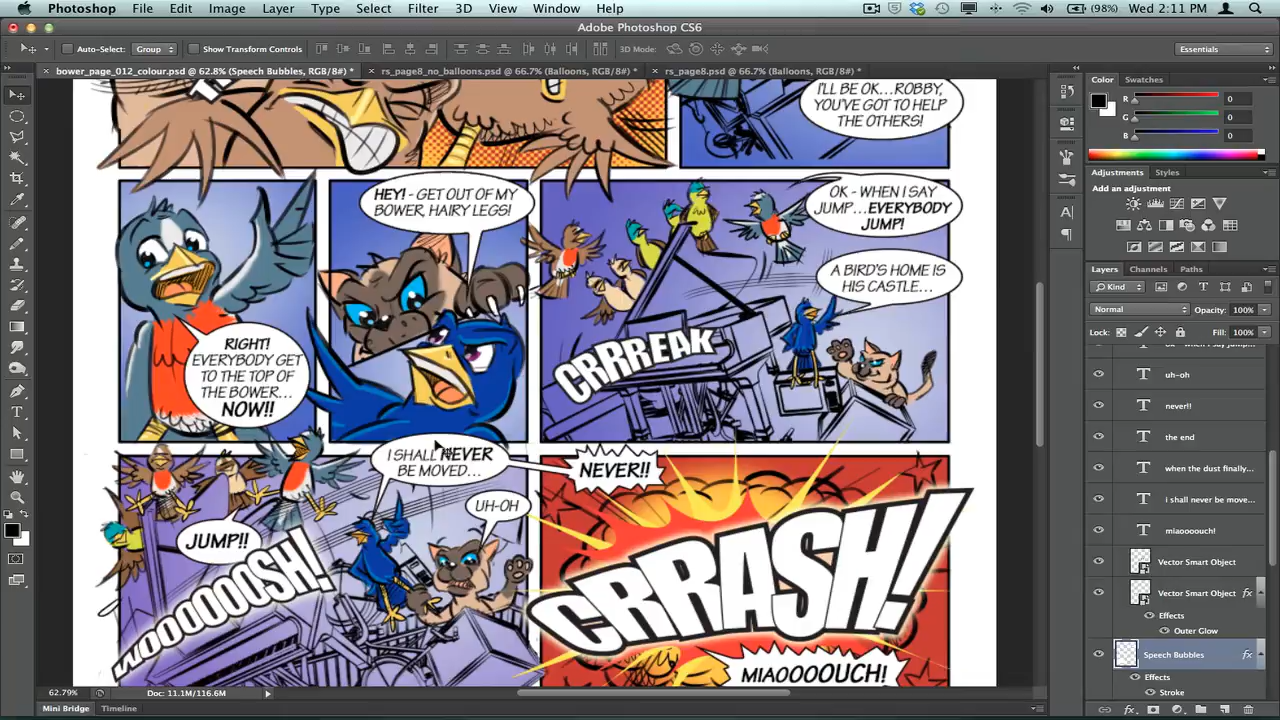 Photoshop File Edit Image Layer Type Select Filter 3D View Window Help
(98%) Wed 2:11 PM
Adobe Photoshop CS6
Auto-Select: Group Show Transform Controls 3D Mode: Essentials
bower_page_012_colour.psd @ 62.8% (Speech Bubbles, RGB/8#) * rs_page8_no_balloons.psd @ 66.7% (Balloons, RGB/8#) * rs_page8.psd @ 66.7% (Balloons, RGB/8#) *
I'LL BE OK...ROBBY,
YOU'VE GOT TO HELP
THE OTHERS!
HEY! - GET OUT OF MY
BOWER, HAIRY LEGS!
OK - WHEN I SAY
JUMP...EVERYBODY
JUMP!
A BIRD'S HOME IS
HIS CASTLE...
RIGHT!
EVERYBODY GET
TO THE TOP OF
THE BOWER...
NOW!!
CRRREAK
I SHALL NEVER
BE MOVED...
NEVER!!
UH-OH
JUMP!!
WOOOOOSH!
CRRASH!
MIAOOOOUCH!
Color Swatches
R 0
G 0
B 0
Adjustments Styles
Add an adjustment
Layers Channels Paths
Kind
Normal Opacity: 100%
Lock: Fill: 100%
uh-oh
never!!
the end
when the dust finally...
i shall never be move...
miaoooouch!
Vector Smart Object
Vector Smart Object fx
Effects
Outer Glow
Speech Bubbles fx
Effects
Stroke
62.79% Doc: 11.1M/116.6M
Mini Bridge Timeline